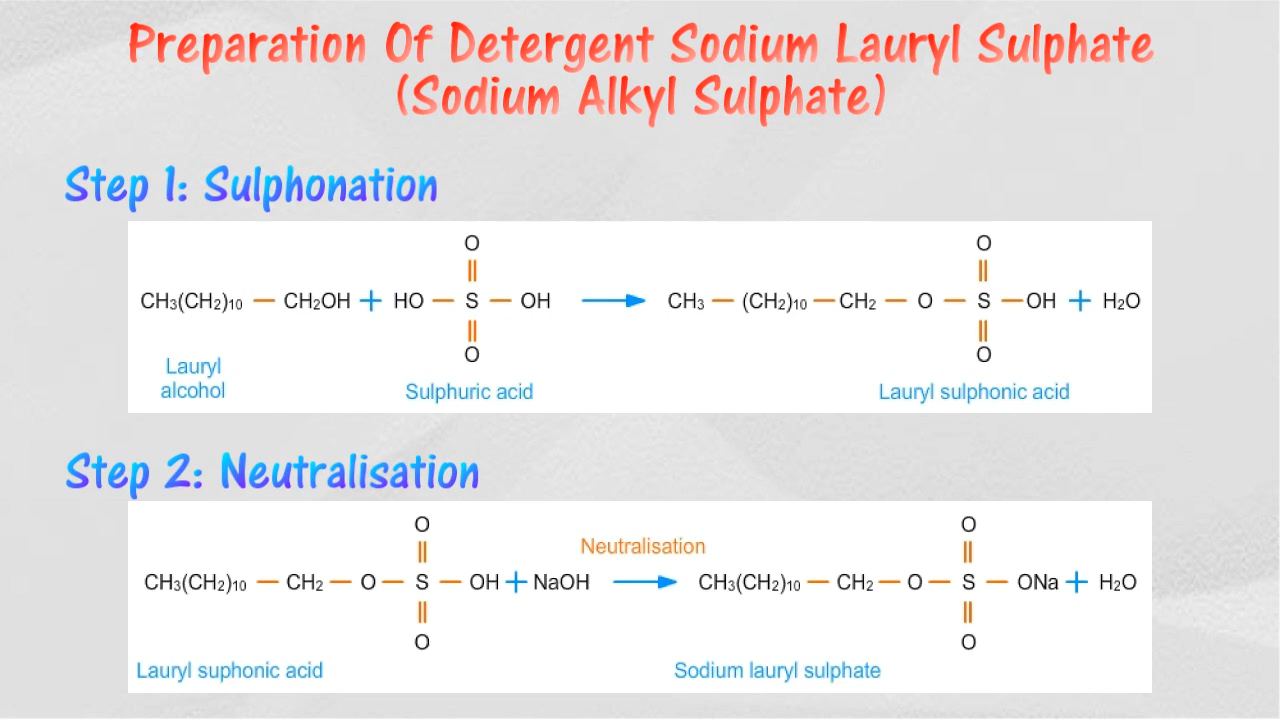 Preparation Of Detergent Sodium Lauryl Sulphate
(Sodium Alkyl Sulphate)
Step 1: Sulphonation
O
||
CH₃(CH₂)₁₀ — CH₂OH + HO — S — OH → CH₃ — (CH₂)₁₀ — CH₂ — O — S — OH + H₂O
||
O
O
||
||
O
Lauryl
alcohol
Sulphuric acid
Lauryl sulphonic acid
Step 2: Neutralisation
O
||
CH₃(CH₂)₁₀ — CH₂ — O — S — OH + NaOH → CH₃(CH₂)₁₀ — CH₂ — O — S — ONa + H₂O
||
O
Neutralisation
O
||
||
O
Lauryl suphonic acid
Sodium lauryl sulphate